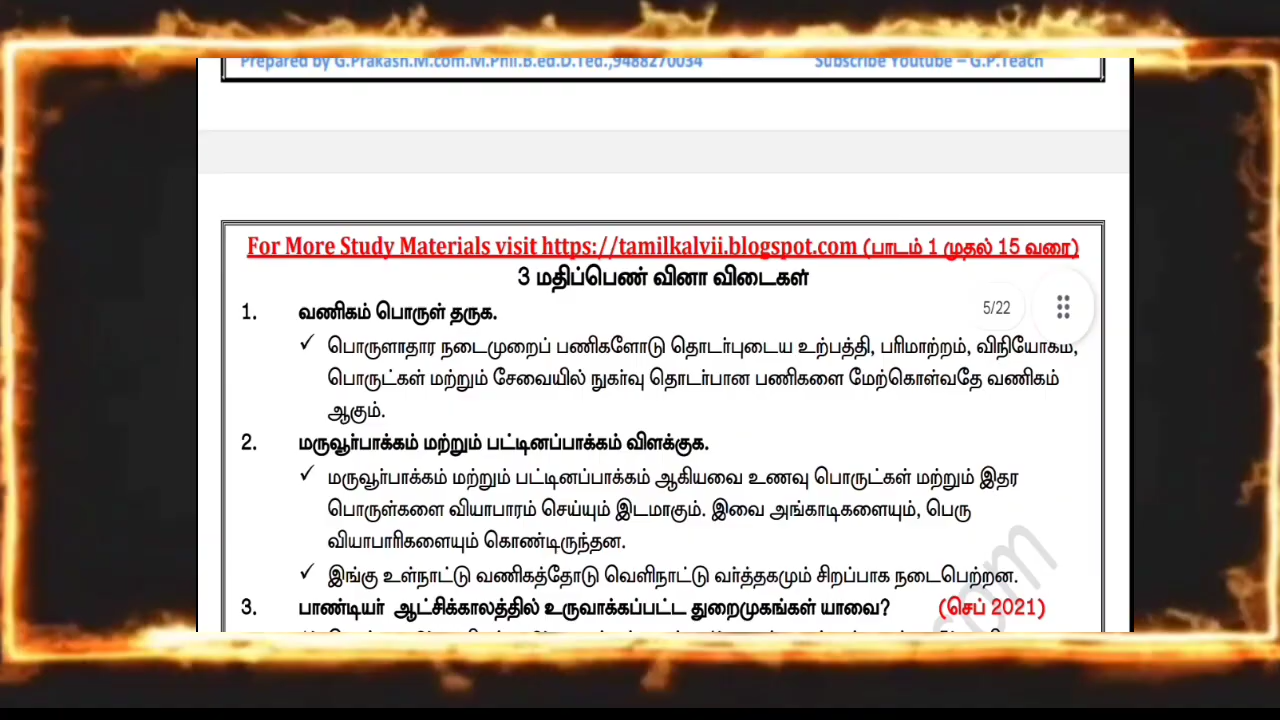 Prepared by G.Prakash.M.com.M.Phil.B.ed.D.Ted.,9488270034 Subscribe Youtube – G.P.Teach
For More Study Materials visit https://tamilkalvii.blogspot.com (பாடம் 1 முதல் 15 வரை)
3 மதிப்பெண் வினா விடைகள்
5/22
1. வணிகம் பொருள் தருக.
✓ பொருளாதார நடைமுறைப் பணிகளோடு தொடர்புடைய உற்பத்தி, பரிமாற்றம், விநியோகம்,
பொருட்கள் மற்றும் சேவையில் நுகர்வு தொடர்பான பணிகளை மேற்கொள்வதே வணிகம்
ஆகும்.
2. மருவூர்பாக்கம் மற்றும் பட்டினப்பாக்கம் விளக்குக.
✓ மருவூர்பாக்கம் மற்றும் பட்டினப்பாக்கம் ஆகியவை உணவு பொருட்கள் மற்றும் இதர
பொருள்களை வியாபாரம் செய்யும் இடமாகும். இவை அங்காடிகளையும், பெரு
வியாபாரிகளையும் கொண்டிருந்தன.
✓ இங்கு உள்நாட்டு வணிகத்தோடு வெளிநாட்டு வர்த்தகமும் சிறப்பாக நடைபெற்றன.
3. பாண்டியர் ஆட்சிக்காலத்தில் உருவாக்கப்பட்ட துறைமுகங்கள் யாவை? (செப் 2021)
com